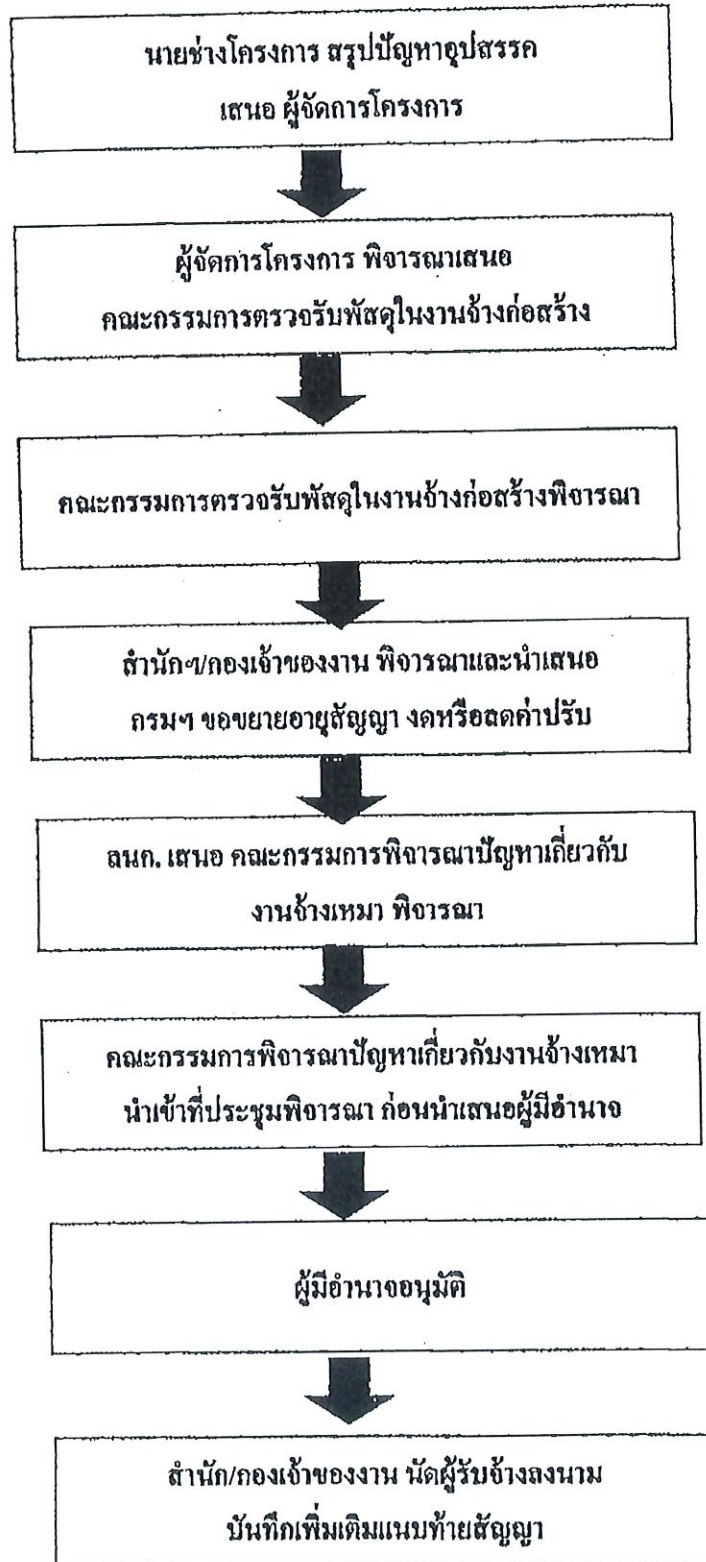 นายช่างโครงการ สรุปปัญหาอุปสรรค
เสนอ ผู้จัดการโครงการ
ผู้จัดการโครงการ พิจารณาเสนอ
คณะกรรมการตรวจรับพัสดุในงานจ้างก่อสร้าง
คณะกรรมการตรวจรับพัสดุในงานจ้างก่อสร้างพิจารณา
สำนักฯ/กองเจ้าของงาน พิจารณาและนำเสนอ
กรมฯ ขอขยายอายุสัญญา งดหรือลดค่าปรับ
ลนก. เสนอ คณะกรรมการพิจารณาปัญหาเกี่ยวกับ
งานจ้างเหมา พิจารณา
คณะกรรมการพิจารณาปัญหาเกี่ยวกับงานจ้างเหมา
นำเข้าที่ประชุมพิจารณา ก่อนนำเสนอผู้มีอำนาจ
ผู้มีอำนาจอนุมัติ
สำนัก/กองเจ้าของงาน นัดผู้รับจ้างลงนาม
บันทึกเพิ่มเติมแนบท้ายสัญญา